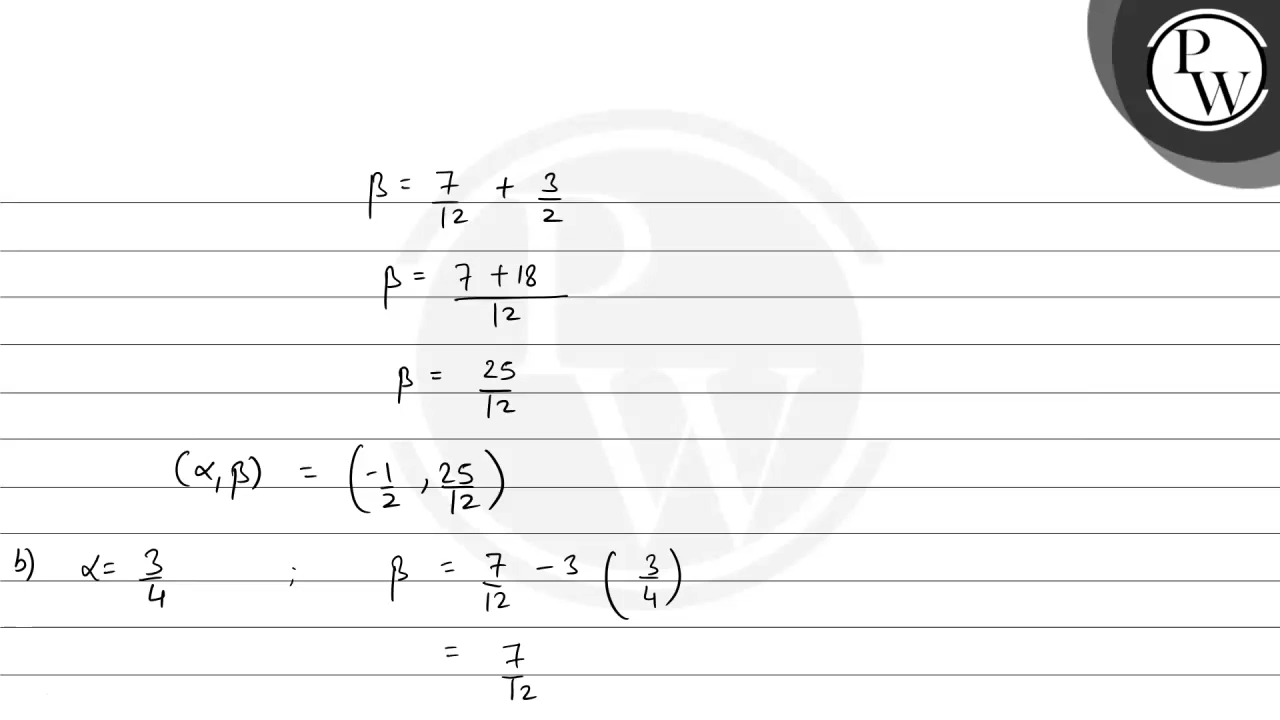 PW
β = 7/12 + 3/2
β = (7 + 18)/12
β = 25/12
(α, β) = (-1/2, 25/12)
b) α = 3/4 ; β = 7/12 - 3 (3/4)
= 7/12